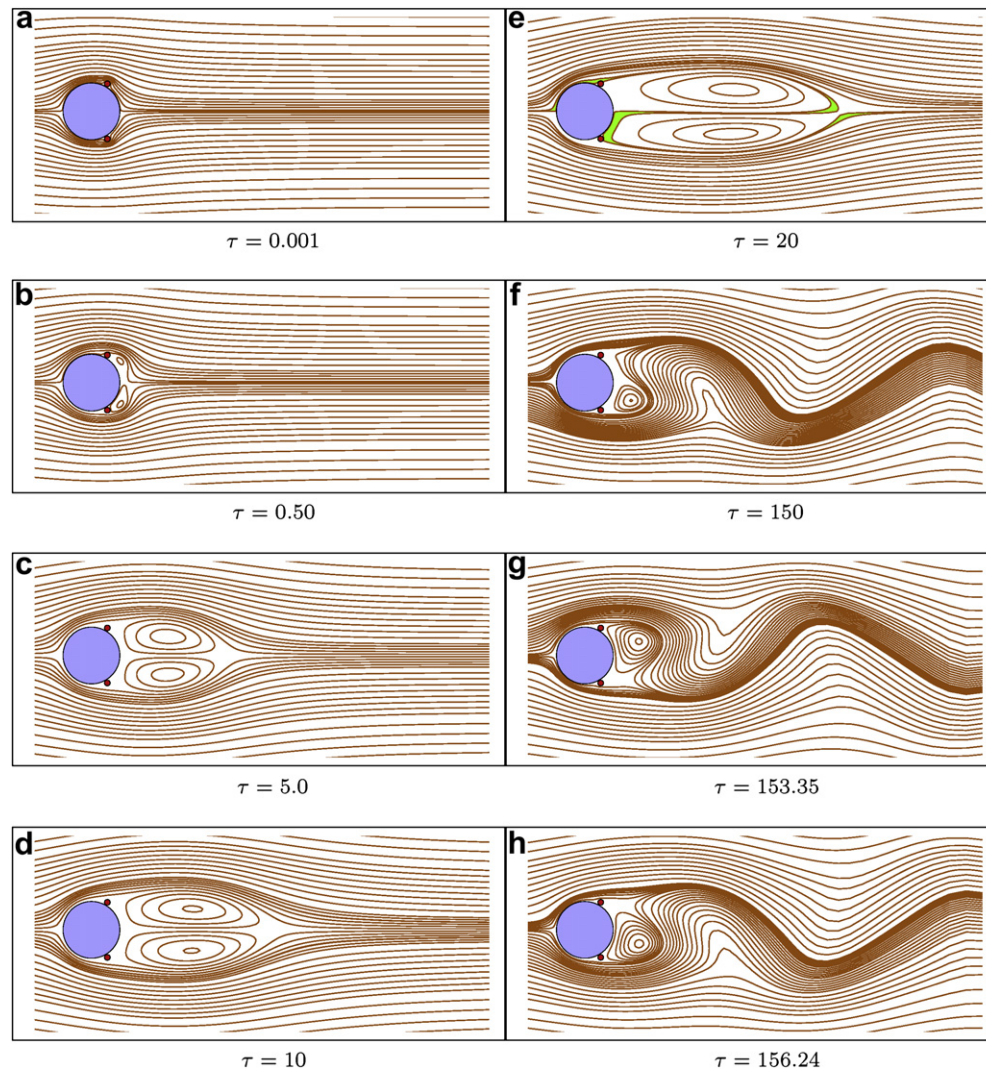 a
τ = 0.001
b
τ = 0.50
c
τ = 5.0
d
τ = 10
e
τ = 20
f
τ = 150
g
τ = 153.35
h
τ = 156.24